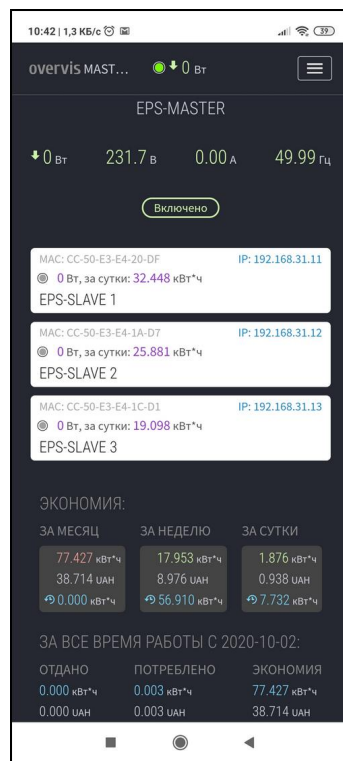 10:42 | 1,3 КБ/с
39
overvis MAST... 0 Вт
EPS-MASTER
0 Вт 231.7 В 0.00 А 49.99 Гц
Включено
MAC: CC-50-E3-E4-20-DF IP: 192.168.31.11
0 Вт, за сутки: 32.448 кВт*ч
EPS-SLAVE 1
MAC: CC-50-E3-E4-1A-D7 IP: 192.168.31.12
0 Вт, за сутки: 25.881 кВт*ч
EPS-SLAVE 2
MAC: CC-50-E3-E4-1C-D1 IP: 192.168.31.13
0 Вт, за сутки: 19.098 кВт*ч
EPS-SLAVE 3
ЭКОНОМИЯ:
ЗА МЕСЯЦ ЗА НЕДЕЛЮ ЗА СУТКИ
77.427 кВт*ч 17.953 кВт*ч 1.876 кВт*ч
38.714 UAH 8.976 UAH 0.938 UAH
0.000 кВт*ч 56.910 кВт*ч 7.732 кВт*ч
ЗА ВСЕ ВРЕМЯ РАБОТЫ С 2020-10-02:
ОТДАНО ПОТРЕБЛЕНО ЭКОНОМИЯ
0.000 кВт*ч 0.003 кВт*ч 77.427 кВт*ч
0.000 UAH 0.003 UAH 38.714 UAH